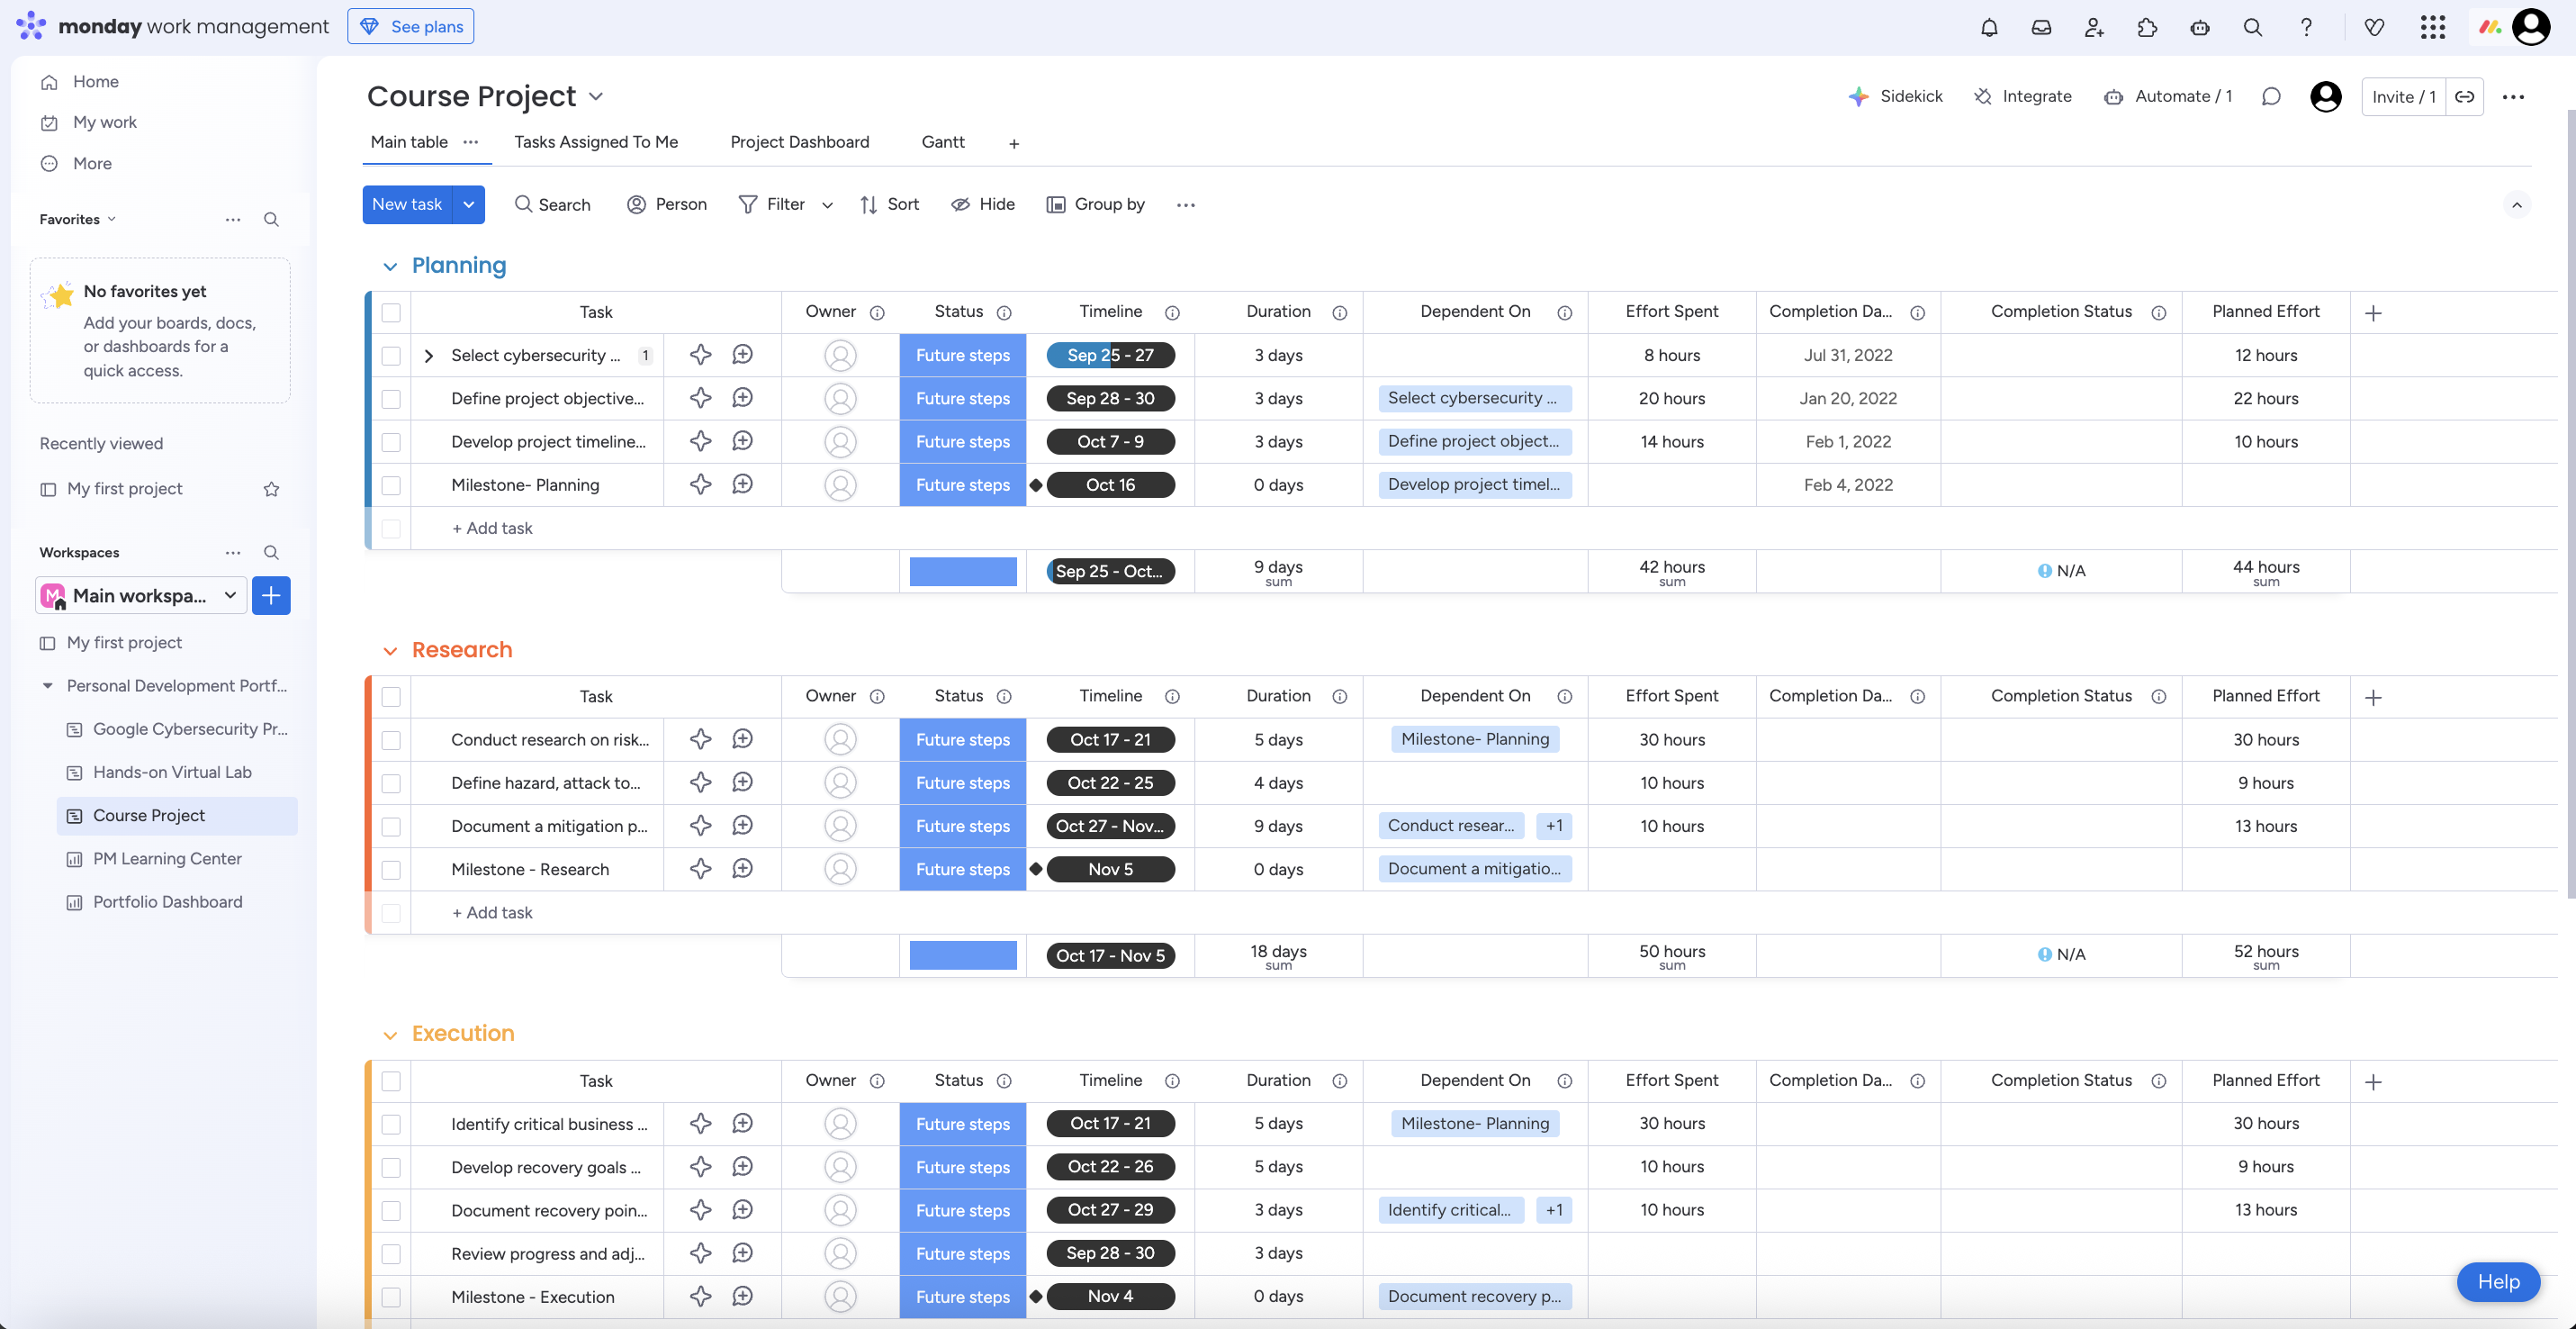 monday work management
See plans
Home
My work
More
Favorites
No favorites yet
Add your boards, docs,
or dashboards for a
quick access.
Recently viewed
My first project
Workspaces
M
Main workspa...
My first project
Personal Development Portf...
Google Cybersecurity Pr...
Hands-on Virtual Lab
Course Project
PM Learning Center
Portfolio Dashboard
Course Project
Sidekick
Integrate
Automate / 1
Invite / 1
Main table
Tasks Assigned To Me
Project Dashboard
Gantt
+
New task
Search
Person
Filter
Sort
Hide
Group by
Planning
Task Owner Status Timeline Duration Dependent On Effort Spent Completion Da... Completion Status Planned Effort
Select cybersecurity ... 1 Future steps Sep 25 - 27 3 days 8 hours Jul 31, 2022 12 hours
Define project objective... Future steps Sep 28 - 30 3 days Select cybersecurity ... 20 hours Jan 20, 2022 22 hours
Develop project timeline... Future steps Oct 7 - 9 3 days Define project object... 14 hours Feb 1, 2022 10 hours
Milestone- Planning Future steps Oct 16 0 days Develop project timel... Feb 4, 2022
+ Add task
Sep 25 - Oct... 9 days 42 hours N/A 44 hours
sum sum sum
Research
Task Owner Status Timeline Duration Dependent On Effort Spent Completion Da... Completion Status Planned Effort
Conduct research on risk... Future steps Oct 17 - 21 5 days Milestone- Planning 30 hours 30 hours
Define hazard, attack to... Future steps Oct 22 - 25 4 days 10 hours 9 hours
Document a mitigation p... Future steps Oct 27 - Nov... 9 days Conduct resear... +1 10 hours 13 hours
Milestone - Research Future steps Nov 5 0 days Document a mitigatio...
+ Add task
Oct 17 - Nov 5 18 days 50 hours N/A 52 hours
sum sum sum
Execution
Task Owner Status Timeline Duration Dependent On Effort Spent Completion Da... Completion Status Planned Effort
Identify critical business ... Future steps Oct 17 - 21 5 days Milestone- Planning 30 hours 30 hours
Develop recovery goals ... Future steps Oct 22 - 26 5 days 10 hours 9 hours
Document recovery poin... Future steps Oct 27 - 29 3 days Identify critical... +1 10 hours 13 hours
Review progress and adj... Future steps Sep 28 - 30 3 days
Milestone - Execution Future steps Nov 4 0 days Document recovery p...
Help